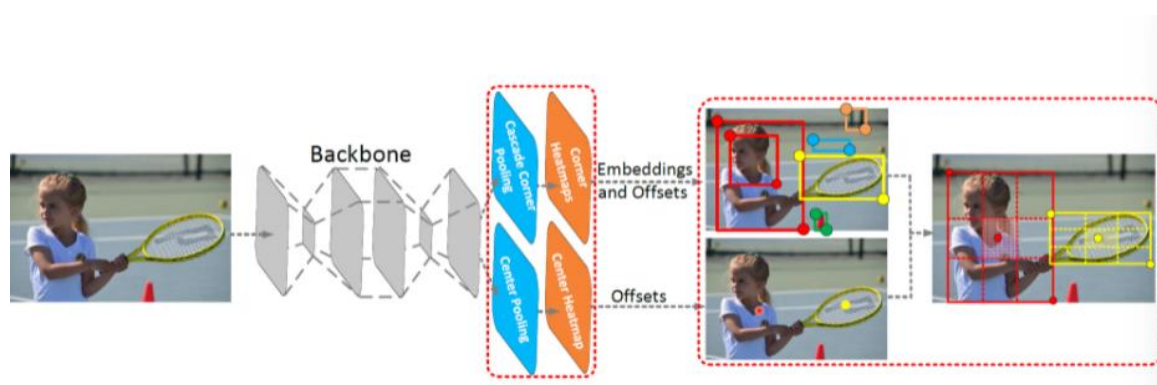 Backbone
Cascade Corner
Pooling
Corner
Heatmaps
Center Pooling
Center Heatmap
Embeddings
and Offsets
Offsets